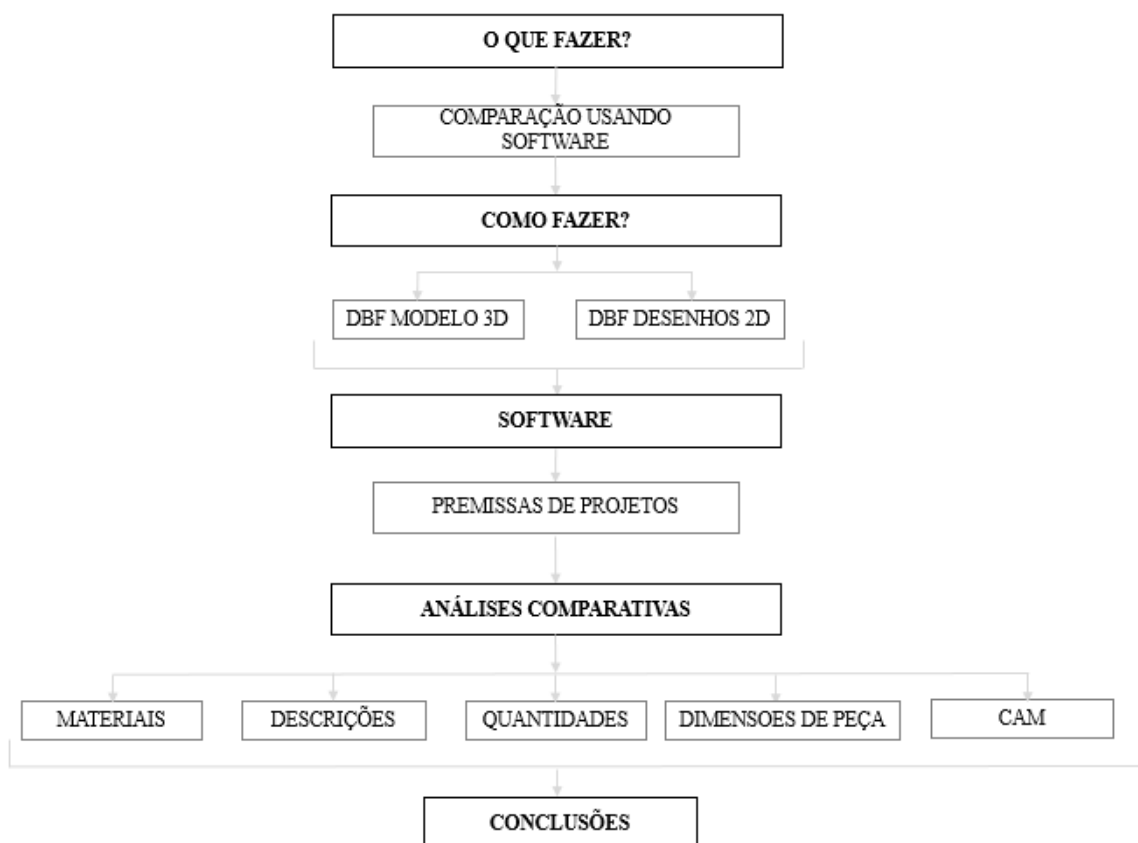 O QUE FAZER?
COMPARAÇÃO USANDO
SOFTWARE
COMO FAZER?
DBF MODELO 3D
DBF DESENHOS 2D
SOFTWARE
PREMISSAS DE PROJETOS
ANÁLISES COMPARATIVAS
MATERIAIS
DESCRIÇÕES
QUANTIDADES
DIMENSOES DE PEÇA
CAM
CONCLUSÕES